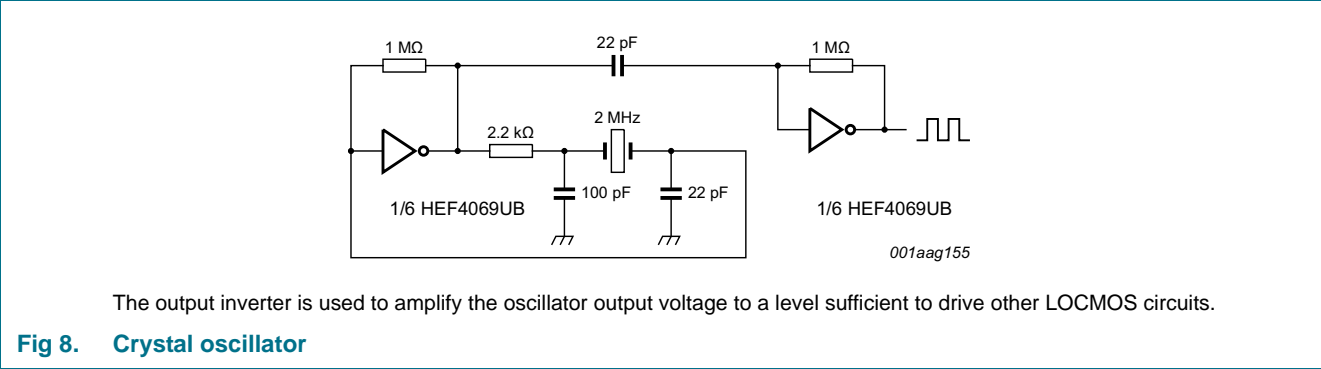 1 MΩ
22 pF
1 MΩ
2.2 kΩ
2 MHz
100 pF
22 pF
1/6 HEF4069UB
1/6 HEF4069UB
001aag155
The output inverter is used to amplify the oscillator output voltage to a level sufficient to drive other LOCMOS circuits.
Fig 8. Crystal oscillator